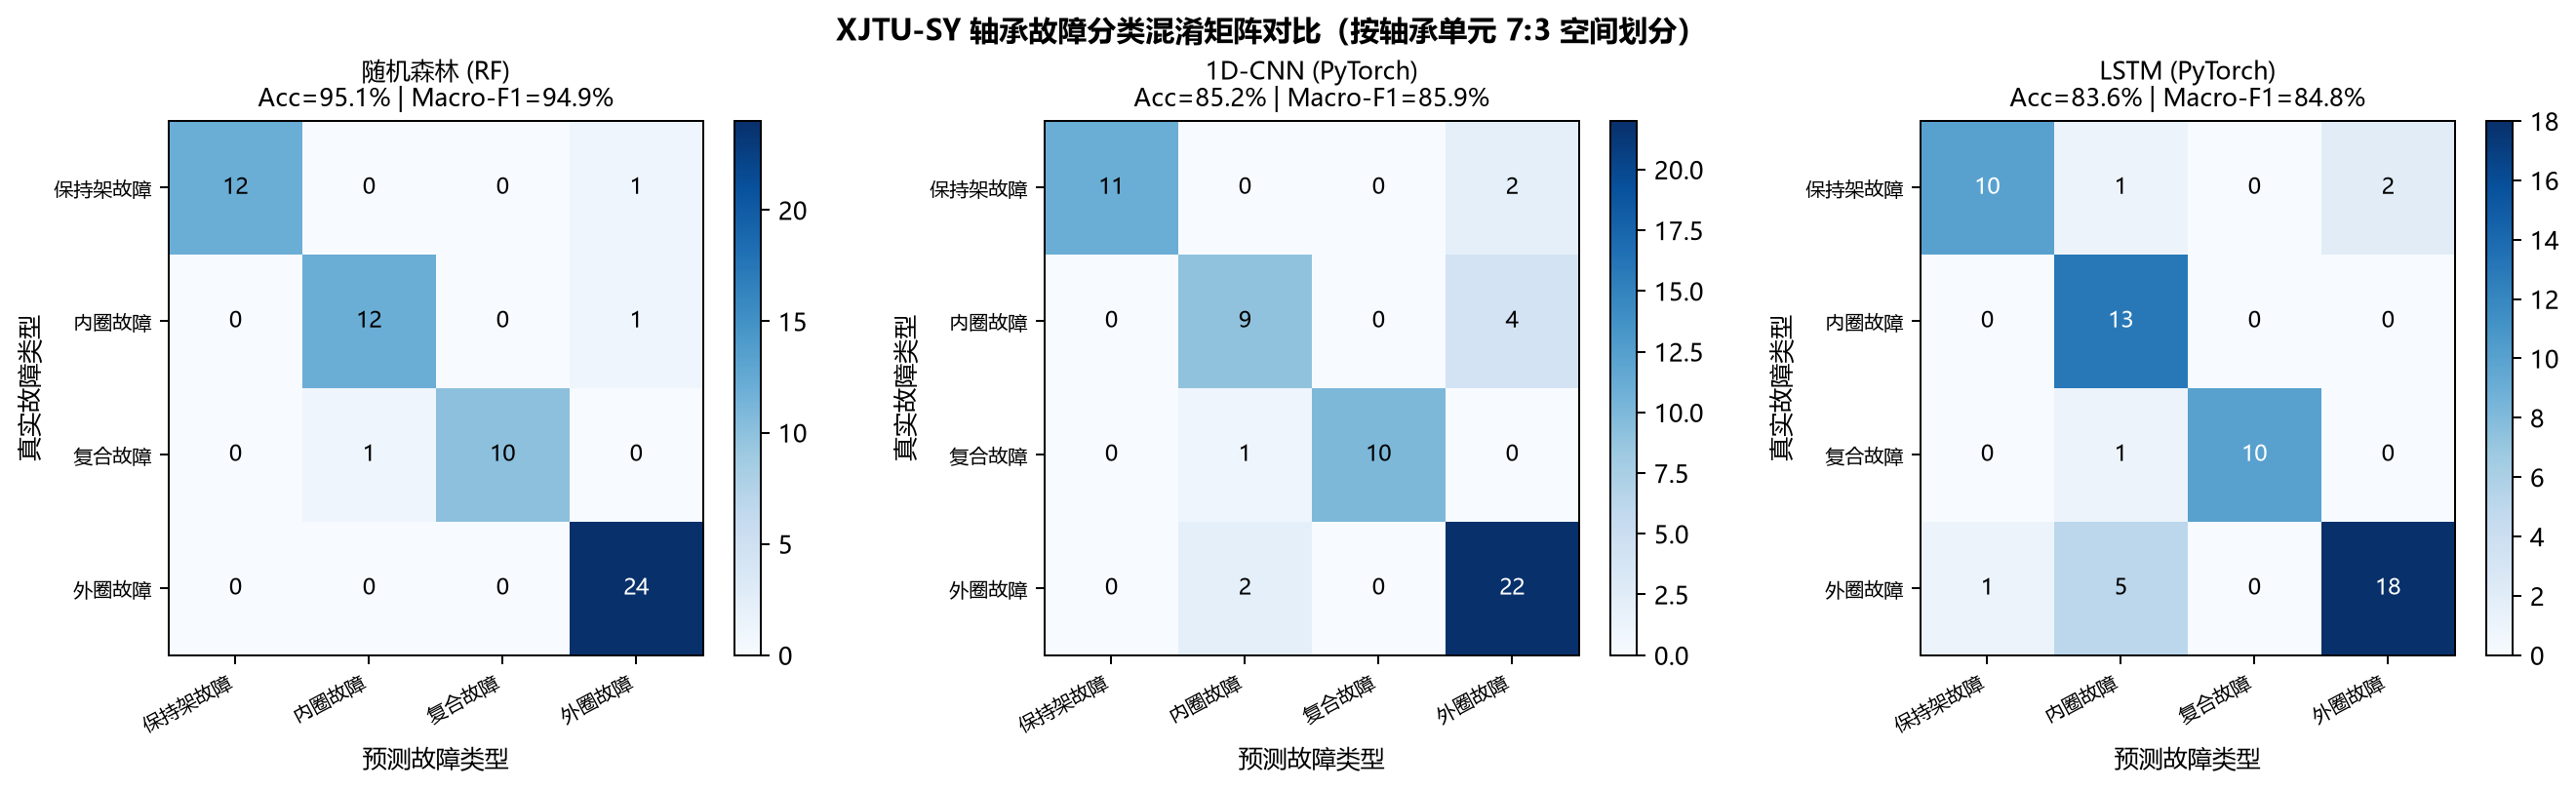 XJTU-SY 轴承故障分类混淆矩阵对比（按轴承单元 7:3 空间划分）
随机森林 (RF)
Acc=95.1% | Macro-F1=94.9%
真实故障类型
保持架故障 12 0 0 1
内圈故障 0 12 0 1
复合故障 0 1 10 0
外圈故障 0 0 0 24
保持架故障 内圈故障 复合故障 外圈故障
预测故障类型
20
15
10
5
0
1D-CNN (PyTorch)
Acc=85.2% | Macro-F1=85.9%
真实故障类型
保持架故障 11 0 0 2
内圈故障 0 9 0 4
复合故障 0 1 10 0
外圈故障 0 2 0 22
保持架故障 内圈故障 复合故障 外圈故障
预测故障类型
20.0
17.5
15.0
12.5
10.0
7.5
5.0
2.5
0.0
LSTM (PyTorch)
Acc=83.6% | Macro-F1=84.8%
真实故障类型
保持架故障 10 1 0 2
内圈故障 0 13 0 0
复合故障 0 1 10 0
外圈故障 1 5 0 18
保持架故障 内圈故障 复合故障 外圈故障
预测故障类型
18
16
14
12
10
8
6
4
2
0